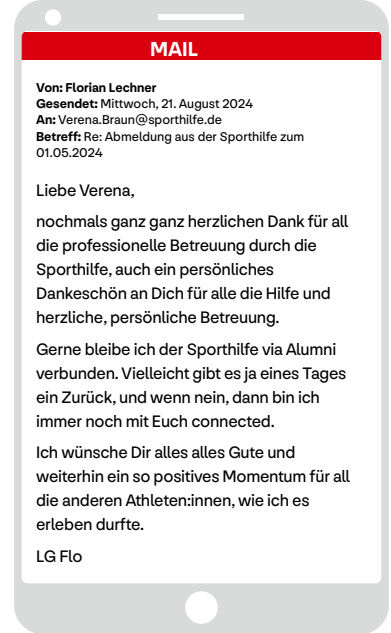 MAIL
Von: Florian Lechner
Gesendet: Mittwoch, 21. August 2024
An: Verena.Braun@sporthilfe.de
Betreff: Re: Abmeldung aus der Sporthilfe zum
01.05.2024
Liebe Verena,
nochmals ganz ganz herzlichen Dank für all
die professionelle Betreuung durch die
Sporthilfe, auch ein persönliches
Dankeschön an Dich für alle die Hilfe und
herzliche, persönliche Betreuung.
Gerne bleibe ich der Sporthilfe via Alumni
verbunden. Vielleicht gibt es ja eines Tages
ein Zurück, und wenn nein, dann bin ich
immer noch mit Euch connected.
Ich wünsche Dir alles alles Gute und
weiterhin ein so positives Momentum für all
die anderen Athleten:innen, wie ich es
erleben durfte.
LG Flo